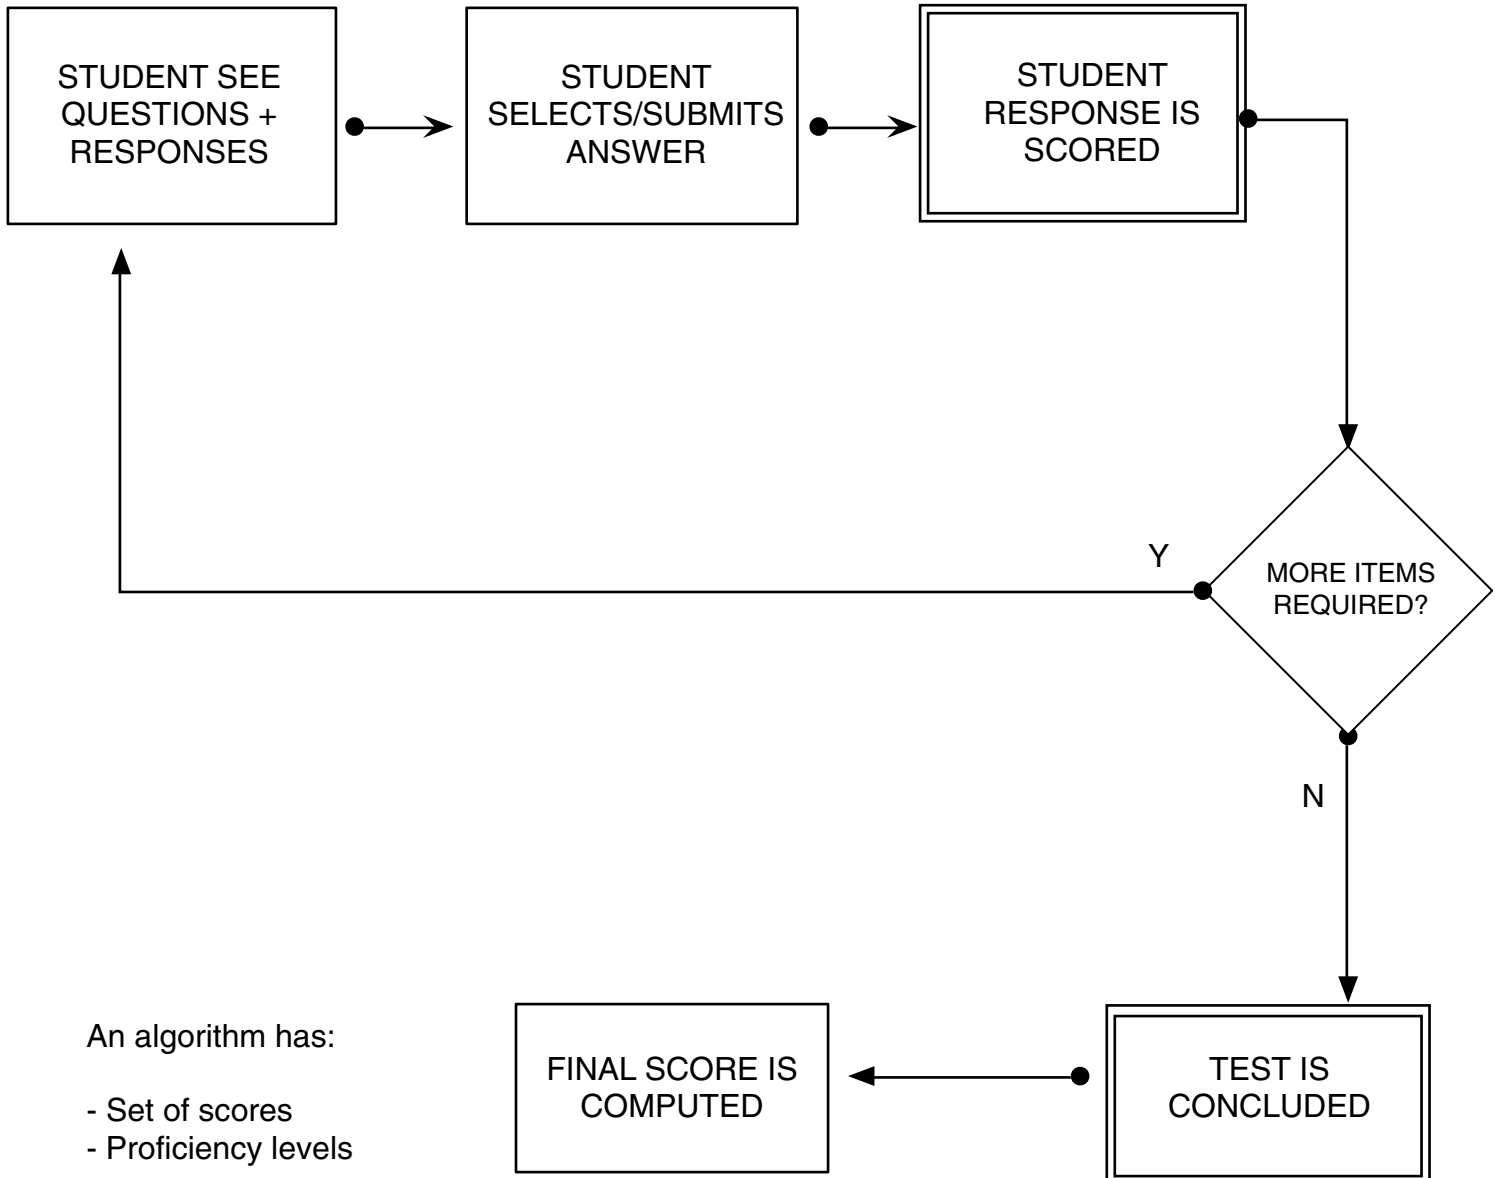 STUDENT SEE
QUESTIONS +
RESPONSES
STUDENT
SELECTS/SUBMITS
ANSWER
STUDENT
RESPONSE IS
SCORED
Y
MORE ITEMS
REQUIRED?
N
An algorithm has:
- Set of scores
- Proficiency levels
FINAL SCORE IS
COMPUTED
TEST IS
CONCLUDED